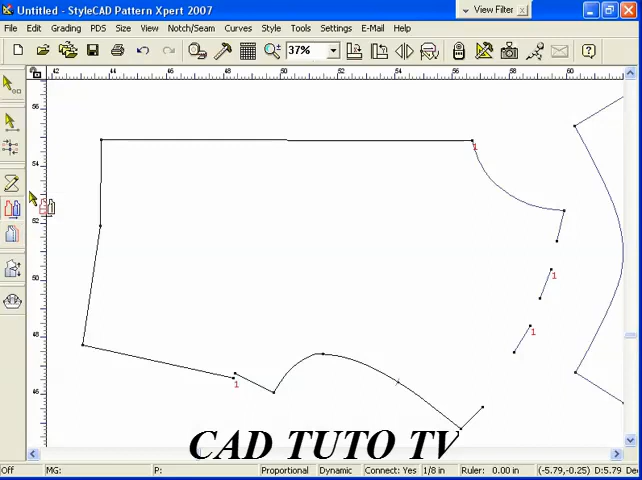 Untitled - StyleCAD Pattern Xpert 2007
View Filter
File Edit Grading PDS Size View Notch/Seam Curves Style Tools Settings E-Mail Help
37%
42 44 46 48 50 52 54 56 58 60
56
54
52
50
48
46
1
1
1
1
CAD TUTO TV
Off MG: P: Proportional Dynamic Connect: Yes 1/8 in Ruler: 0.00 in (-5.79,-0.25) D:5.79 De